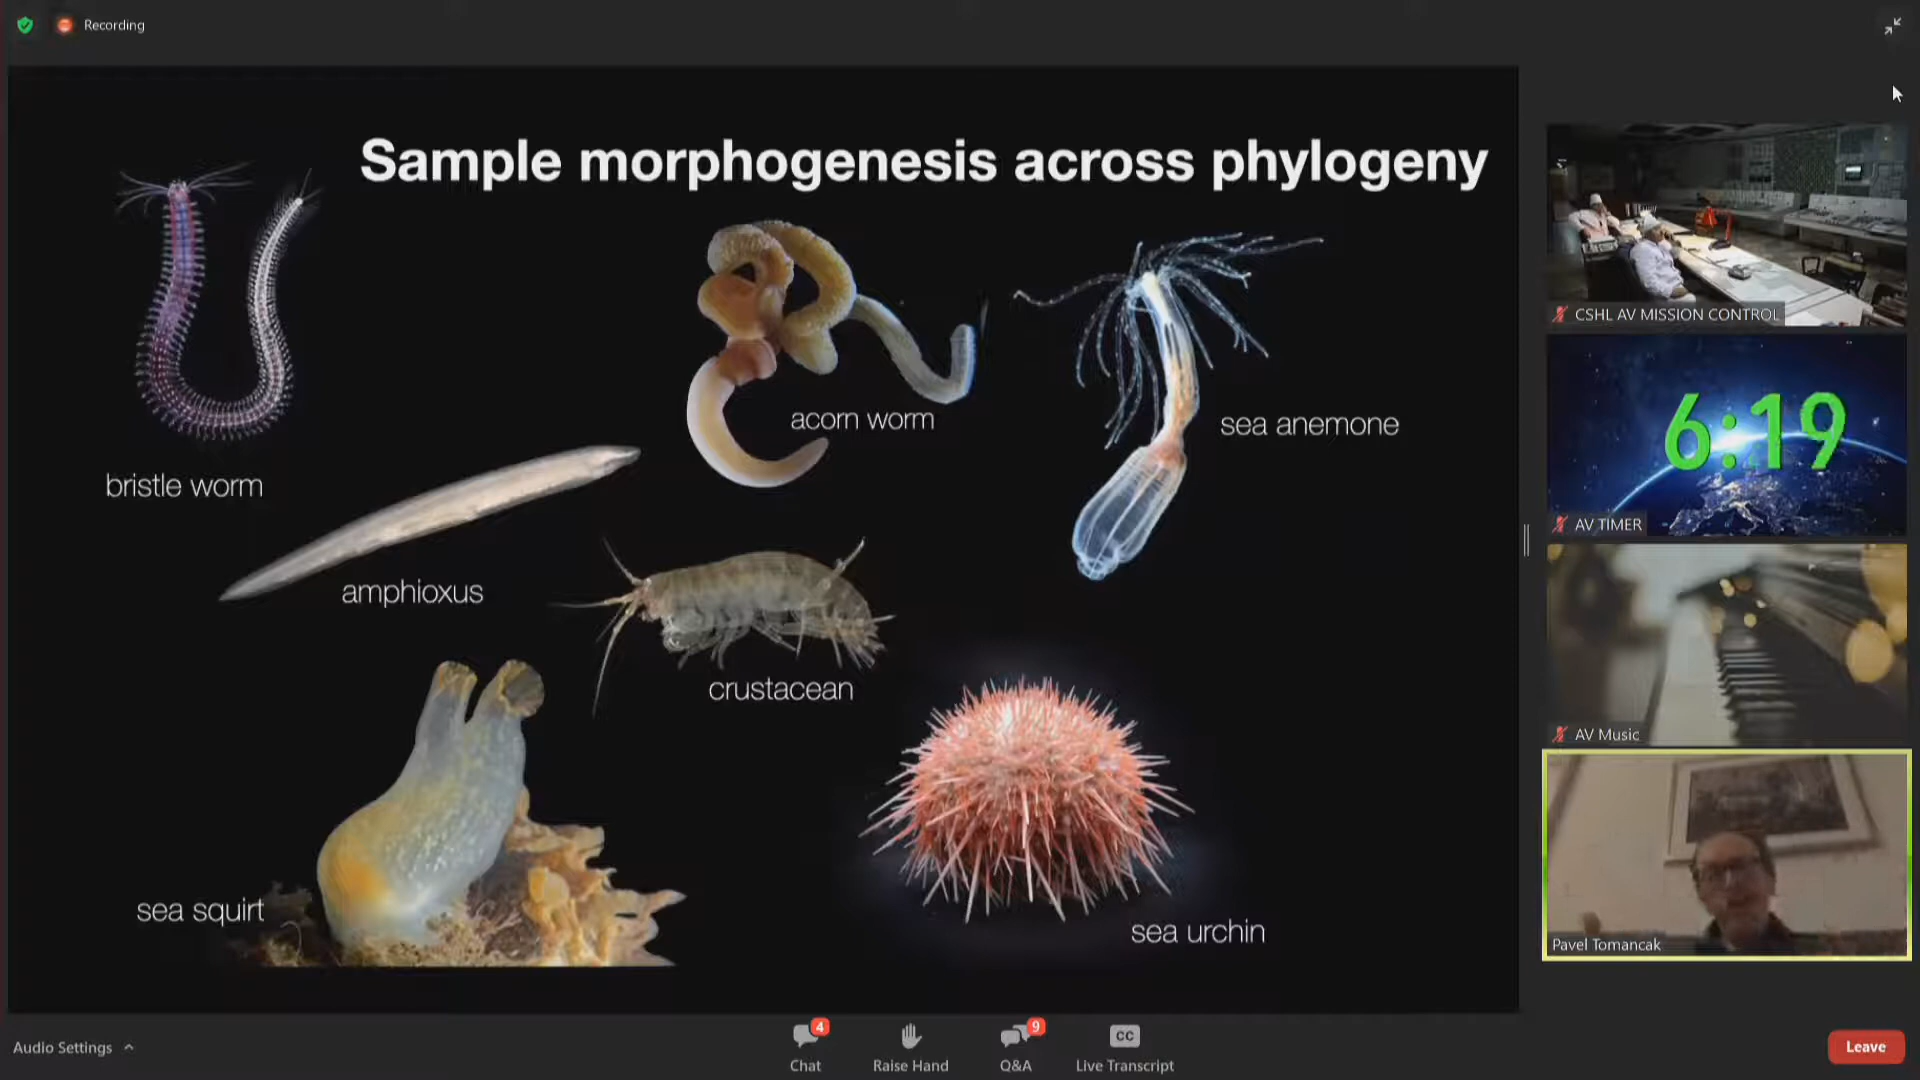 Recording
Sample morphogenesis across phylogeny
bristle worm
acorn worm
sea anemone
amphioxus
crustacean
sea squirt
sea urchin
CSHL AV MISSION CONTROL
6:19
AV TIMER
AV Music
Pavel Tomancak
Audio Settings
4
Chat
Raise Hand
9
Q&A
CC
Live Transcript
Leave